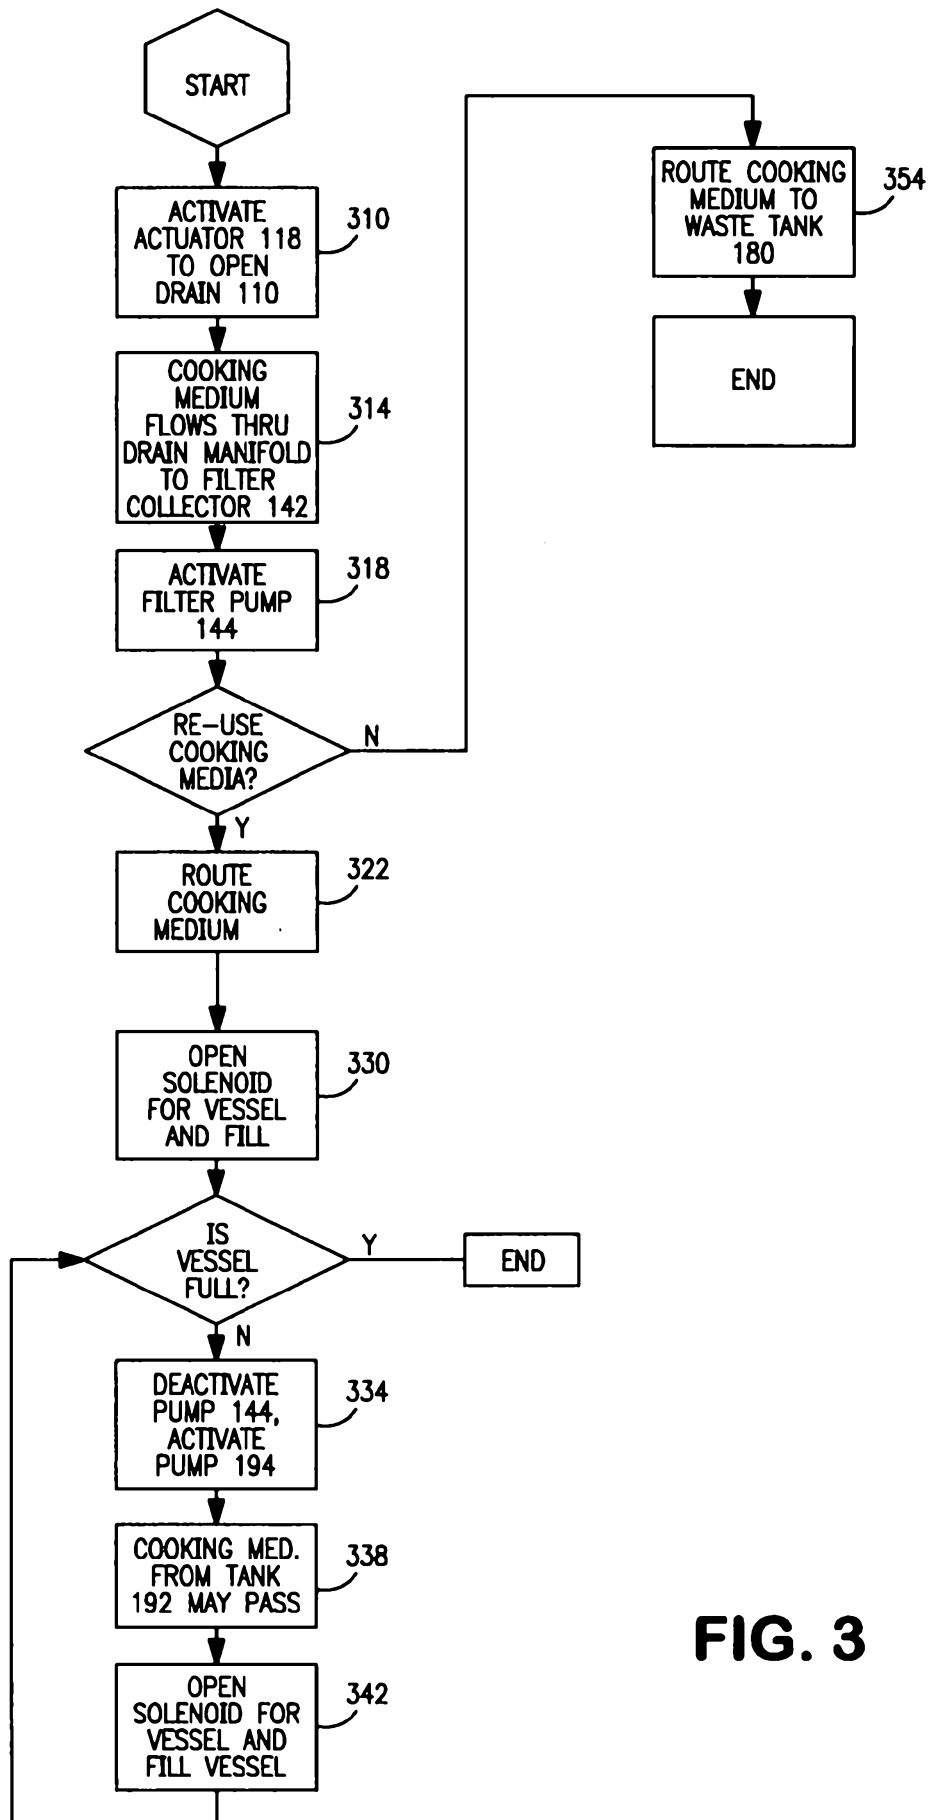 START
ACTIVATE
ACTUATOR 118
TO OPEN
DRAIN 110
310
COOKING
MEDIUM
FLOWS THRU
DRAIN MANIFOLD
TO FILTER
COLLECTOR 142
314
ACTIVATE
FILTER PUMP
144
318
RE-USE
COOKING
MEDIA?
N
Y
ROUTE COOKING
MEDIUM TO
WASTE TANK
180
354
END
ROUTE
COOKING
MEDIUM
322
OPEN
SOLENOID
FOR VESSEL
AND FILL
330
IS
VESSEL
FULL?
Y
END
N
DEACTIVATE
PUMP 144,
ACTIVATE
PUMP 194
334
COOKING MED.
FROM TANK
192 MAY PASS
338
OPEN
SOLENOID FOR
VESSEL AND
FILL VESSEL
342
FIG. 3